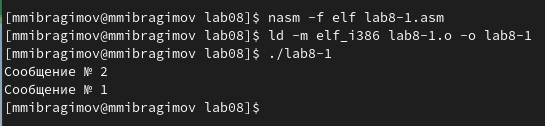 [mmibragimov@mmibragimov lab08]$ nasm -f elf lab8-1.asm
[mmibragimov@mmibragimov lab08]$ ld -m elf_i386 lab8-1.o -o lab8-1
[mmibragimov@mmibragimov lab08]$ ./lab8-1
Сообщение № 2
Сообщение № 1
[mmibragimov@mmibragimov lab08]$